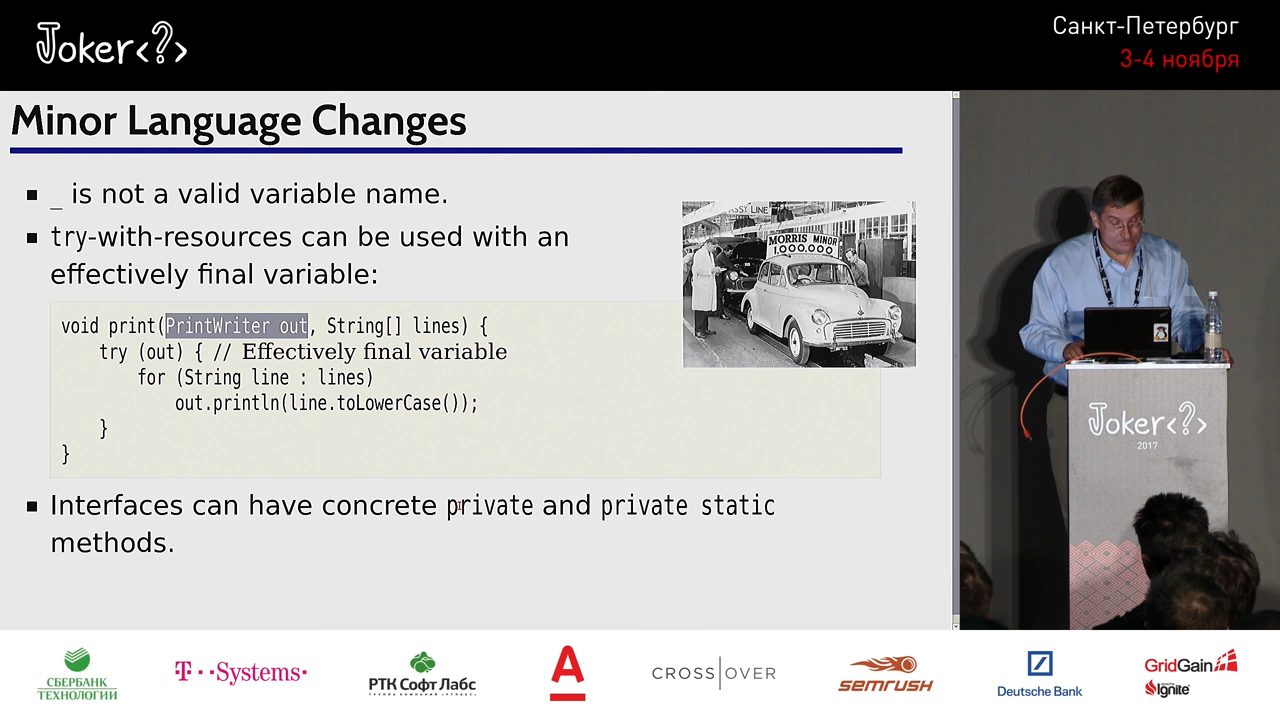 Joker<?>
Санкт-Петербург
3-4 ноября
Minor Language Changes
_ is not a valid variable name.
try-with-resources can be used with an
effectively final variable:
void print(PrintWriter out, String[] lines) {
try (out) { // Effectively final variable
for (String line : lines)
out.println(line.toLowerCase());
}
}
MORRIS MINOR
1,000,000
Interfaces can have concrete private and private static
methods.
Joker<?>
2017
СБЕРБАНК
ТЕХНОЛОГИИ
T··Systems·
РТК Софт Лабс
A
CROSS|OVER
semrush
Deutsche Bank
GridGain
Ignite